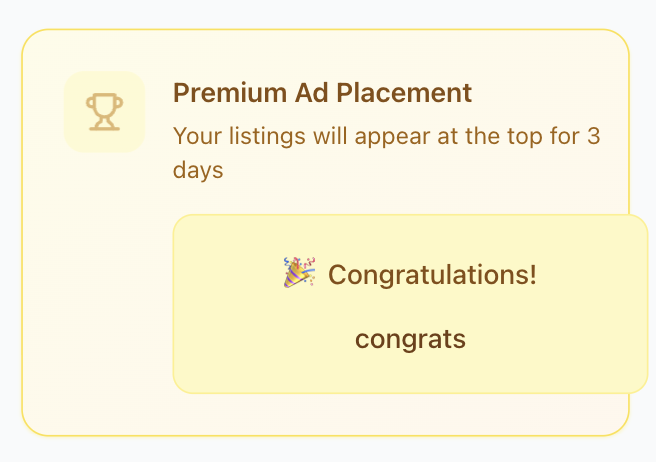 Premium Ad Placement
Your listings will appear at the top for 3
days
🎉 Congratulations!
congrats